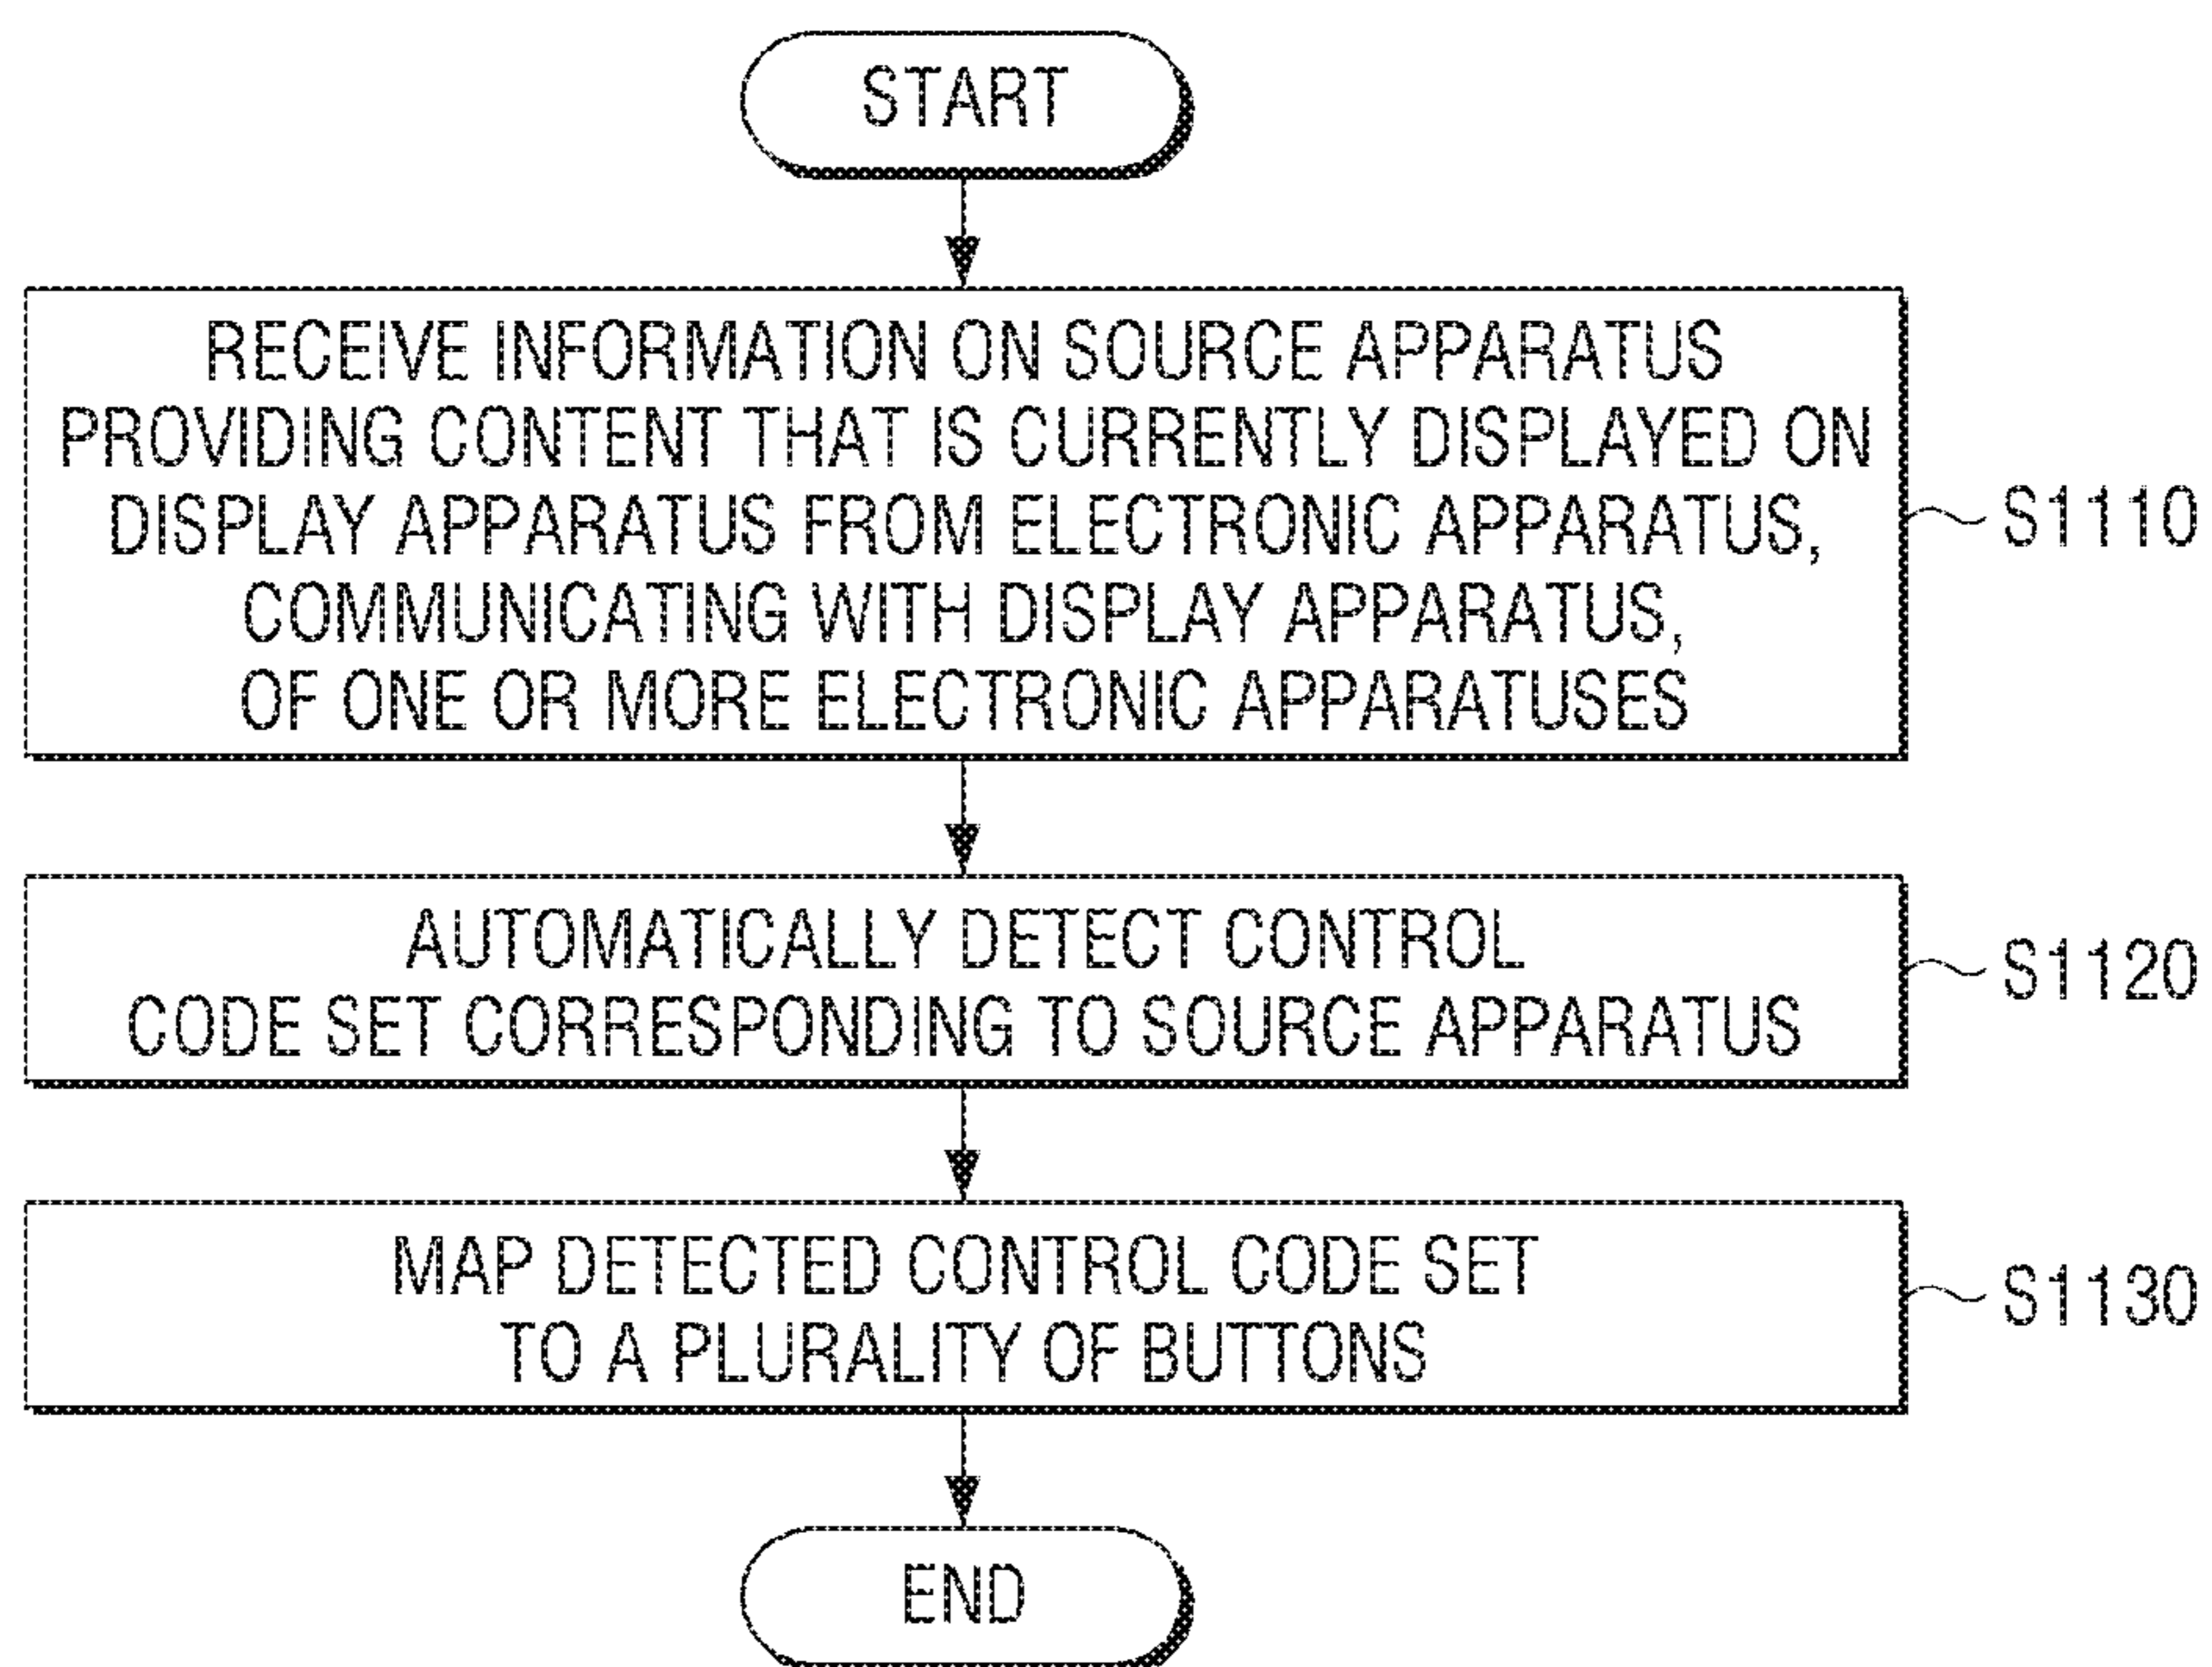 START
RECEIVE INFORMATION ON SOURCE APPARATUS
PROVIDING CONTENT THAT IS CURRENTLY DISPLAYED ON
DISPLAY APPARATUS FROM ELECTRONIC APPARATUS,
COMMUNICATING WITH DISPLAY APPARATUS,
OF ONE OR MORE ELECTRONIC APPARATUSES
S1110
AUTOMATICALLY DETECT CONTROL
CODE SET CORRESPONDING TO SOURCE APPARATUS
S1120
MAP DETECTED CONTROL CODE SET
TO A PLURALITY OF BUTTONS
S1130
END